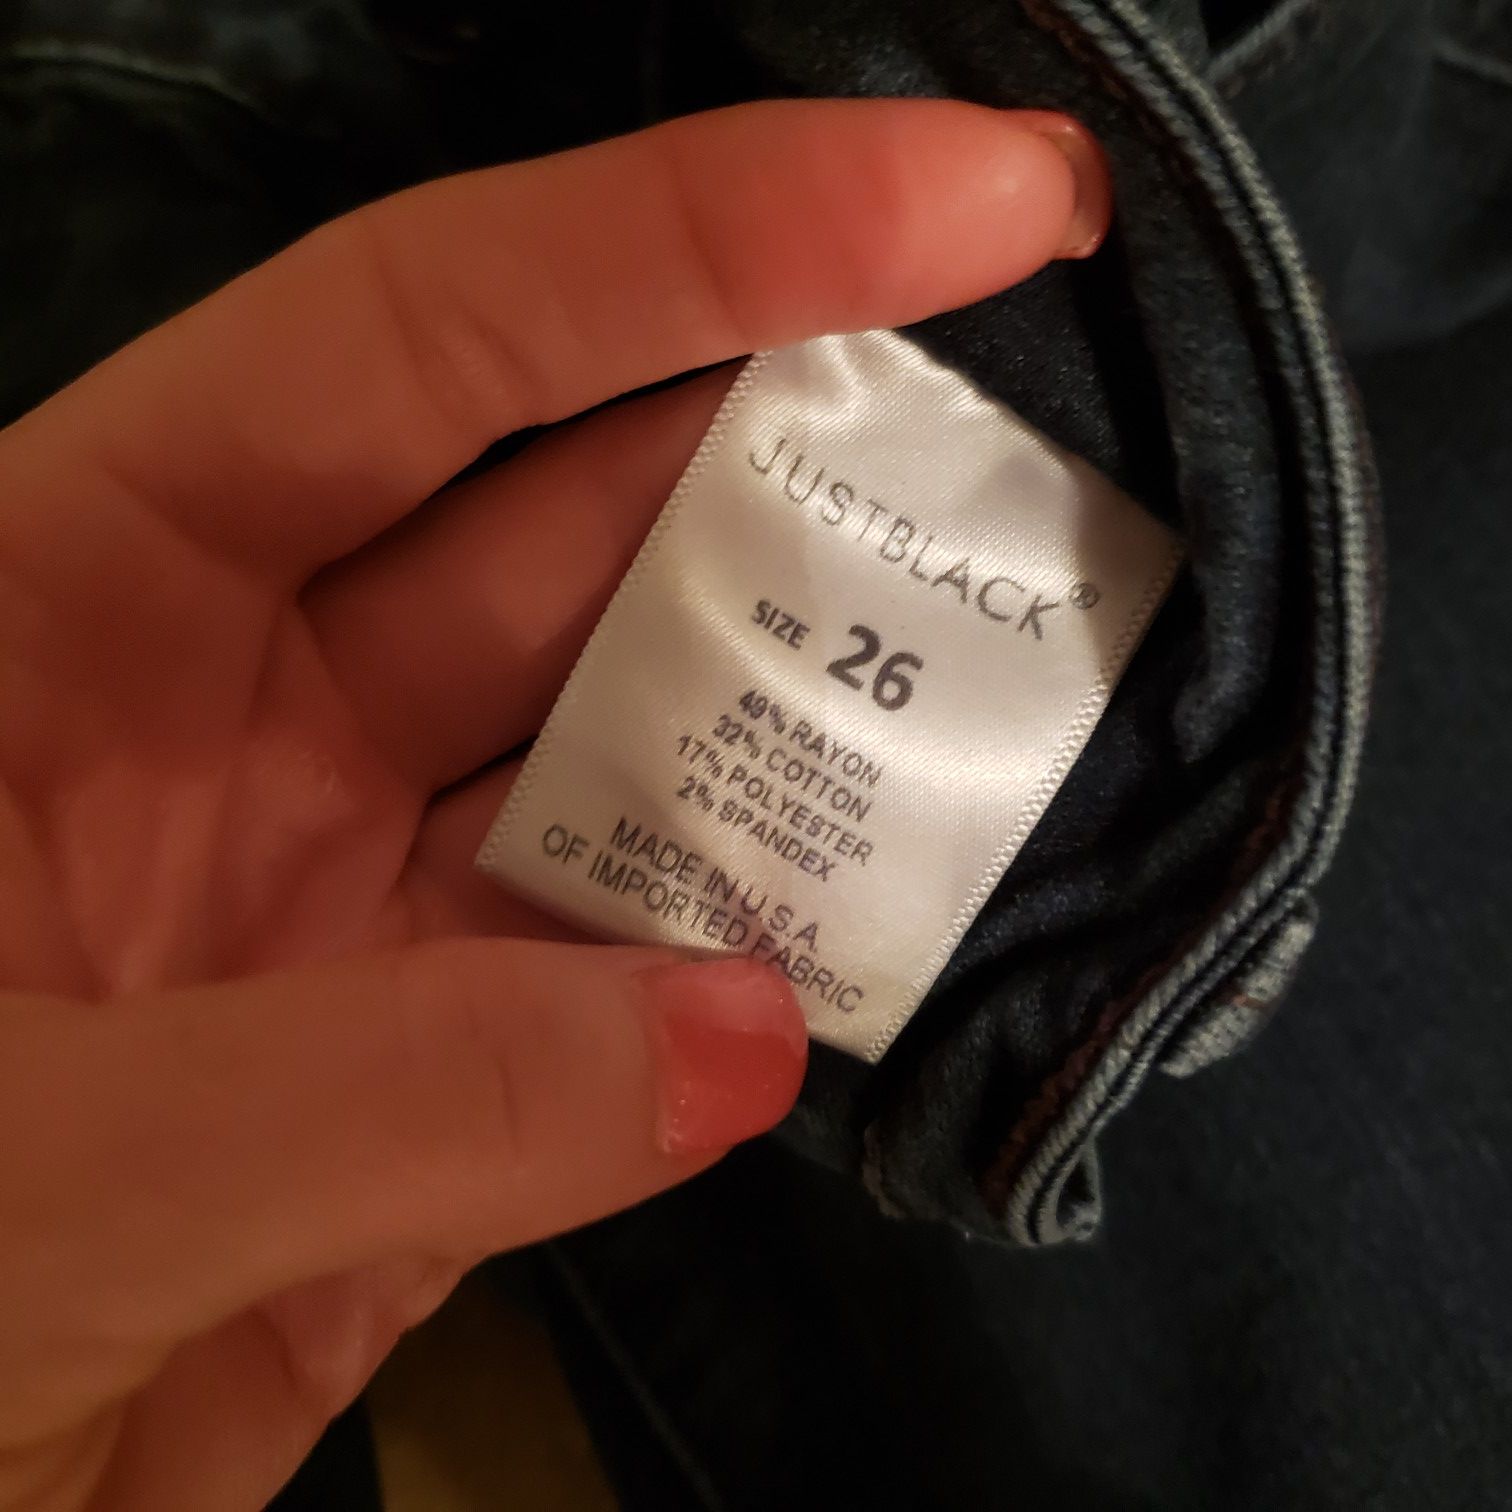 JUSTBLACK®
SIZE 26
49% RAYON
32% COTTON
17% POLYESTER
2% SPANDEX
MADE IN U.S.A.
OF IMPORTED FABRIC